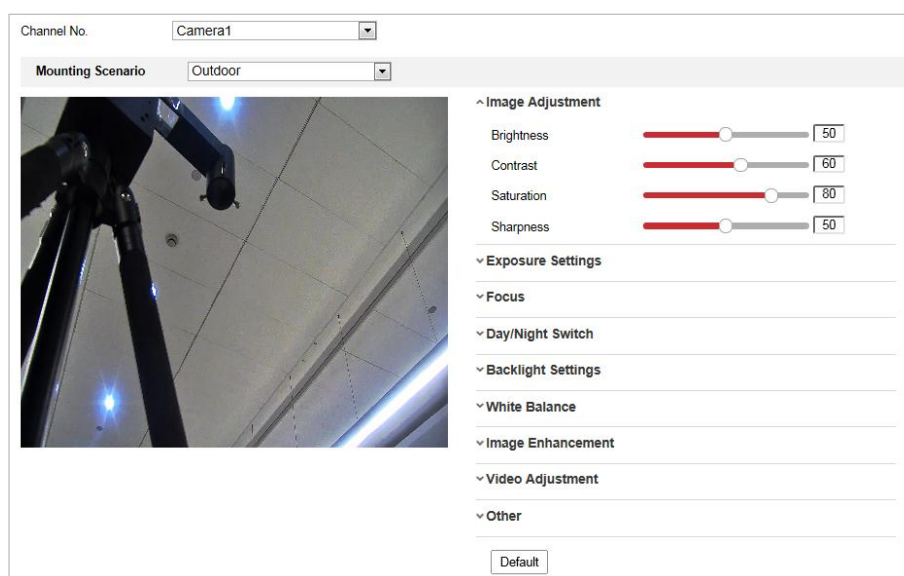 Channel No. Camera1
Mounting Scenario Outdoor
Image Adjustment
Brightness 50
Contrast 60
Saturation 80
Sharpness 50
Exposure Settings
Focus
Day/Night Switch
Backlight Settings
White Balance
Image Enhancement
Video Adjustment
Other
Default